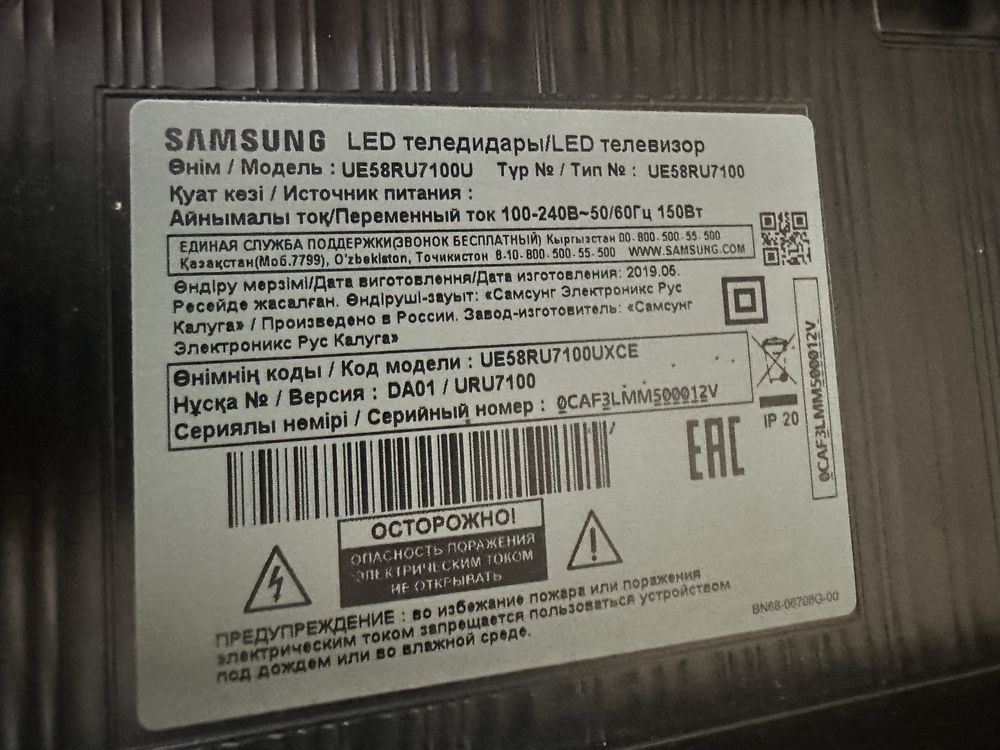 SAMSUNG LED теледидары/LED телевизор
Өнім / Модель : UE58RU7100U Түр № / Тип № : UE58RU7100
Қуат көзі / Источник питания :
Айнымалы тоқ/Переменный ток 100-240В~50/60Гц 150Вт
ЕДИНАЯ СЛУЖБА ПОДДЕРЖКИ(ЗВОНОК БЕСПЛАТНЫЙ) Кыргызстан 00-800-500-55-500
Қазақстан(Моб.7799), O'zbekiston, Точикистон 8-10-800-500-55-500 WWW.SAMSUNG.COM
Өндіру мерзімі/Дата виготовлення/Дата изготовления: 2019.06.
Ресейде жасалған. Өндіруші-зауыт: «Самсунг Электроникс Рус
Калуга» / Произведено в России. Завод-изготовитель: «Самсунг
Электроникс Рус Калуга»
Өнімнің коды / Код модели : UE58RU7100UXCE
Нұсқа № / Версия : DA01 / URU7100
Сериялы нөмірі / Серийный номер : 0CAF3LMM500012V
0CAF3LMM500012V
IP 20
EAC
ОСТОРОЖНО!
ОПАСНОСТЬ ПОРАЖЕНИЯ
ЭЛЕКТРИЧЕСКИМ ТОКОМ
НЕ ОТКРЫВАТЬ
ПРЕДУПРЕЖДЕНИЕ : во избежание пожара или поражения
электрическим током запрещается пользоваться устройством
под дождем или во влажной среде.
BN68-06708G-00